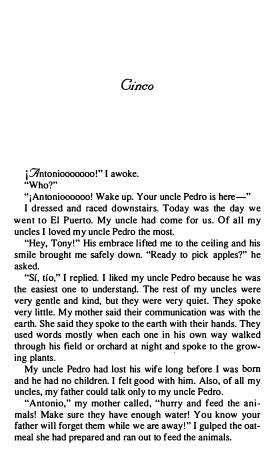 Cinco
¡Antoniooooooo!" I awoke.
"Who?"
"¡Antoniooooooo! Wake up. Your uncle Pedro is here—"
I dressed and raced downstairs. Today was the day we
went to El Puerto. My uncle had come for us. Of all my
uncles I loved my uncle Pedro the most.
"Hey, Tony!" His embrace lifted me to the ceiling and his
smile brought me safely down. "Ready to pick apples?" he
asked.
"Sí, tío," I replied. I liked my uncle Pedro because he was
the easiest one to understand. The rest of my uncles were
very gentle and kind, but they were very quiet. They spoke
very little. My mother said their communication was with the
earth. She said they spoke to the earth with their hands. They
used words mostly when each one in his own way walked
through his field or orchard at night and spoke to the grow-
ing plants.
My uncle Pedro had lost his wife long before I was born
and he had no children. I felt good with him. Also, of all my
uncles, my father could talk only to my uncle Pedro.
"Antonio," my mother called, "hurry and feed the ani-
mals! Make sure they have enough water! You know your
father will forget them while we are away!" I gulped the oat-
meal she had prepared and ran out to feed the animals.